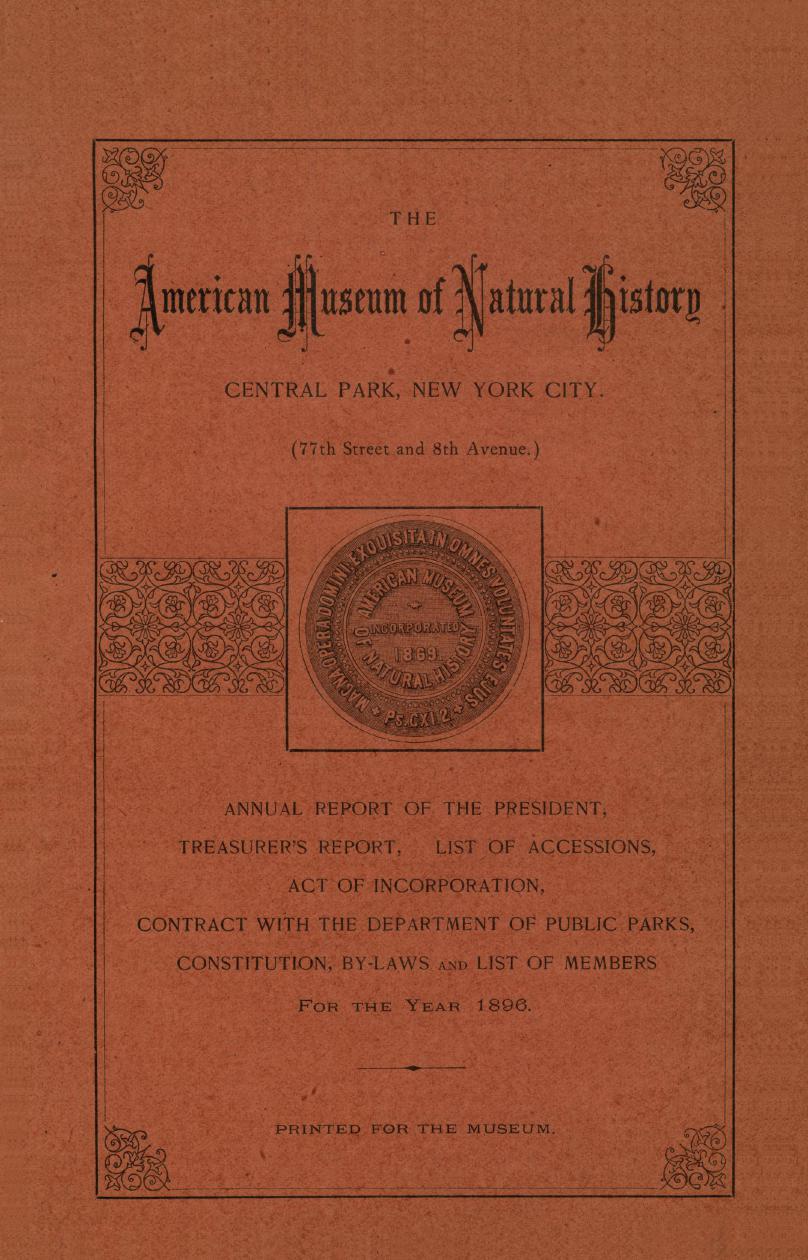 THE
American Museum of Natural History
CENTRAL PARK, NEW YORK CITY.
(77th Street and 8th Avenue.)
MAGNA OPERA DOMINI EXQUISITA IN OMNES VOLUNTATES EJUS
Ps. CXI.2.
AMERICAN MUSEUM
OF NATURAL HISTORY
INCORPORATED
1869
ANNUAL REPORT OF THE PRESIDENT,
TREASURER'S REPORT, LIST OF ACCESSIONS,
ACT OF INCORPORATION,
CONTRACT WITH THE DEPARTMENT OF PUBLIC PARKS,
CONSTITUTION, BY-LAWS AND LIST OF MEMBERS
FOR THE YEAR 1896.
PRINTED FOR THE MUSEUM.